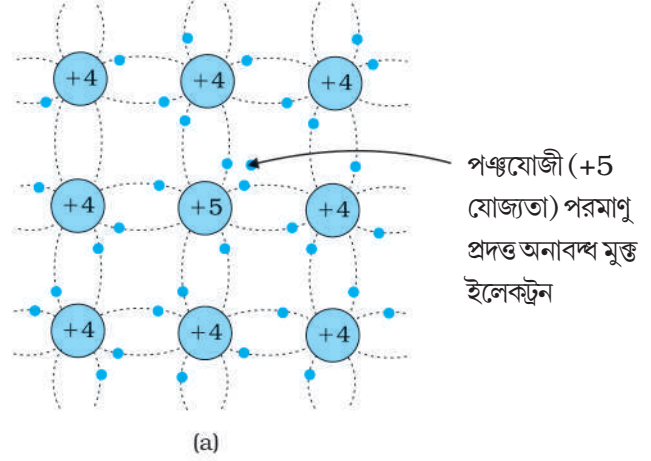 +4 +4 +4
+4 +5 +4
+4 +4 +4
পঞ্চযোজী (+5
যোজ্যতা) পরমাণু
প্রদত্ত অনাবদ্ধ মুক্ত
ইলেকট্রন
(a)